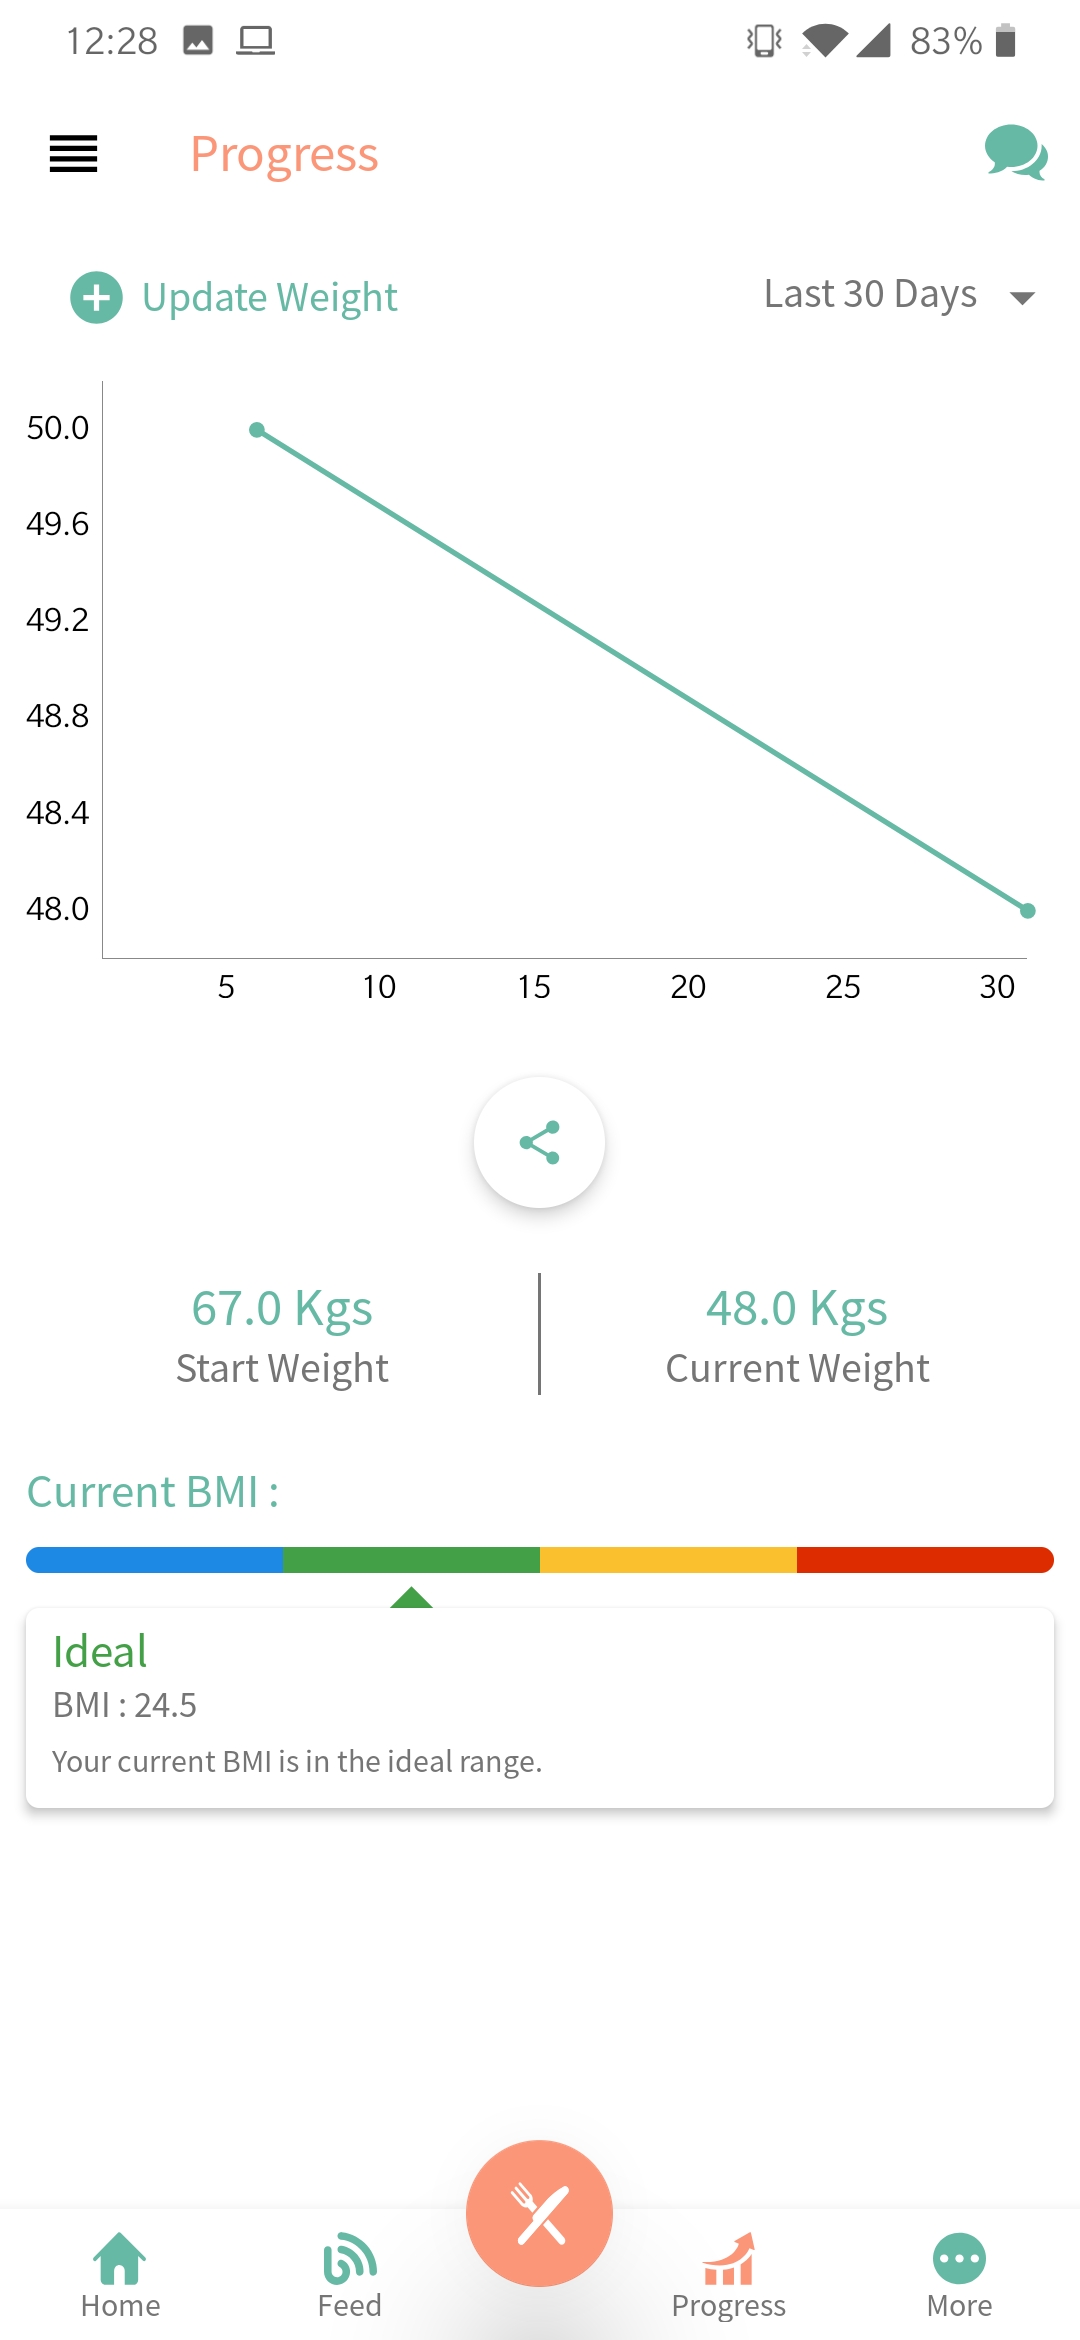 12:28 83%
Progress
Update Weight Last 30 Days
50.0
49.6
49.2
48.8
48.4
48.0
5 10 15 20 25 30
67.0 Kgs 48.0 Kgs
Start Weight Current Weight
Current BMI :
Ideal
BMI : 24.5
Your current BMI is in the ideal range.
Home Feed Progress More